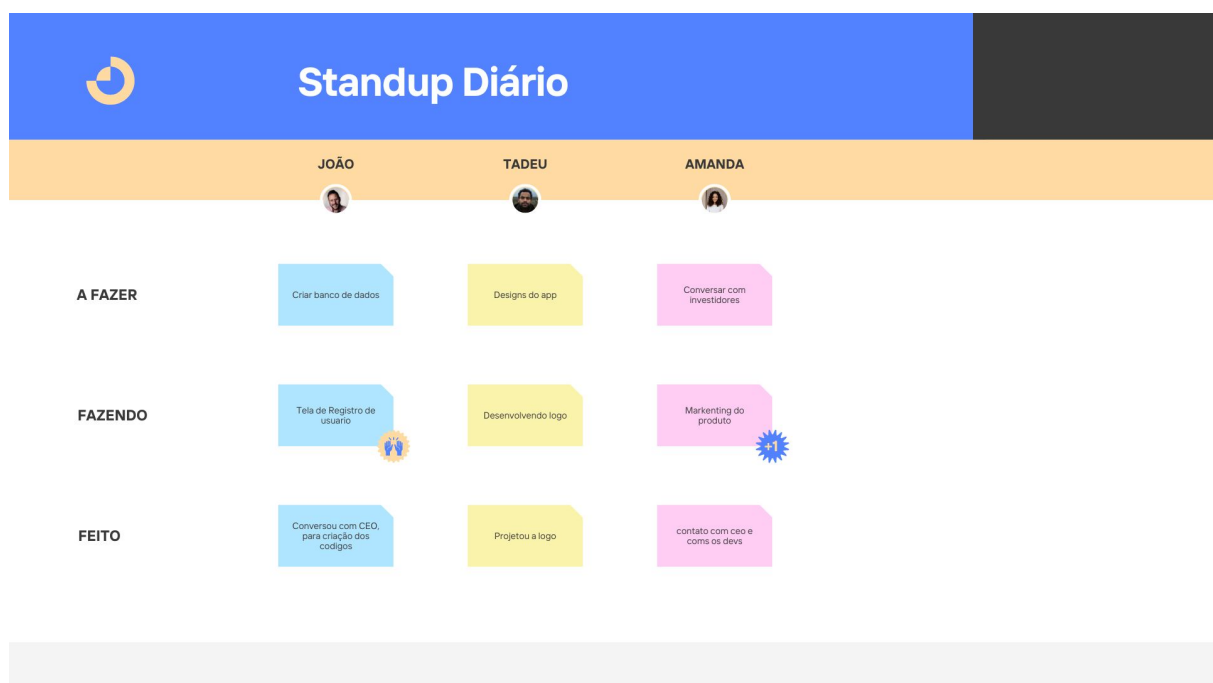 Standup Diário
JOÃO
TADEU
AMANDA
A FAZER
Criar banco de dados
Designs do app
Conversar com
investidores
FAZENDO
Tela de Registro de
usuario
Desenvolvendo logo
Markenting do
produto
+1
FEITO
Conversou com CEO,
para criação dos
codigos
Projetou a logo
contato com ceo e
coms os devs